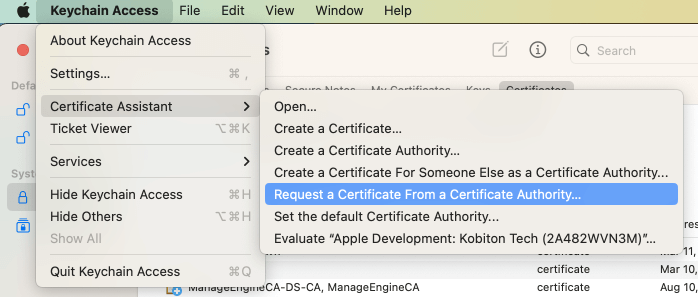 Keychain Access File Edit View Window Help
About Keychain Access
Settings... ⌘ ,
Certificate Assistant >
Ticket Viewer ⌥⌘K
Services >
Hide Keychain Access ⌘H
Hide Others ⌥⌘H
Show All
Quit Keychain Access ⌘Q
Search
Secure Notes My Certificates Keys Certificates
Open...
Create a Certificate...
Create a Certificate Authority...
Create a Certificate For Someone Else as a Certificate Authority...
Request a Certificate From a Certificate Authority...
Set the default Certificate Authority...
Evaluate “Apple Development: Kobiton Tech (2A482WVN3M)”...
Defa
Syst
certificate Mar 11,
certificate Mar 10,
ManageEngineCA-DS-CA, ManageEngineCA certificate Aug 10,